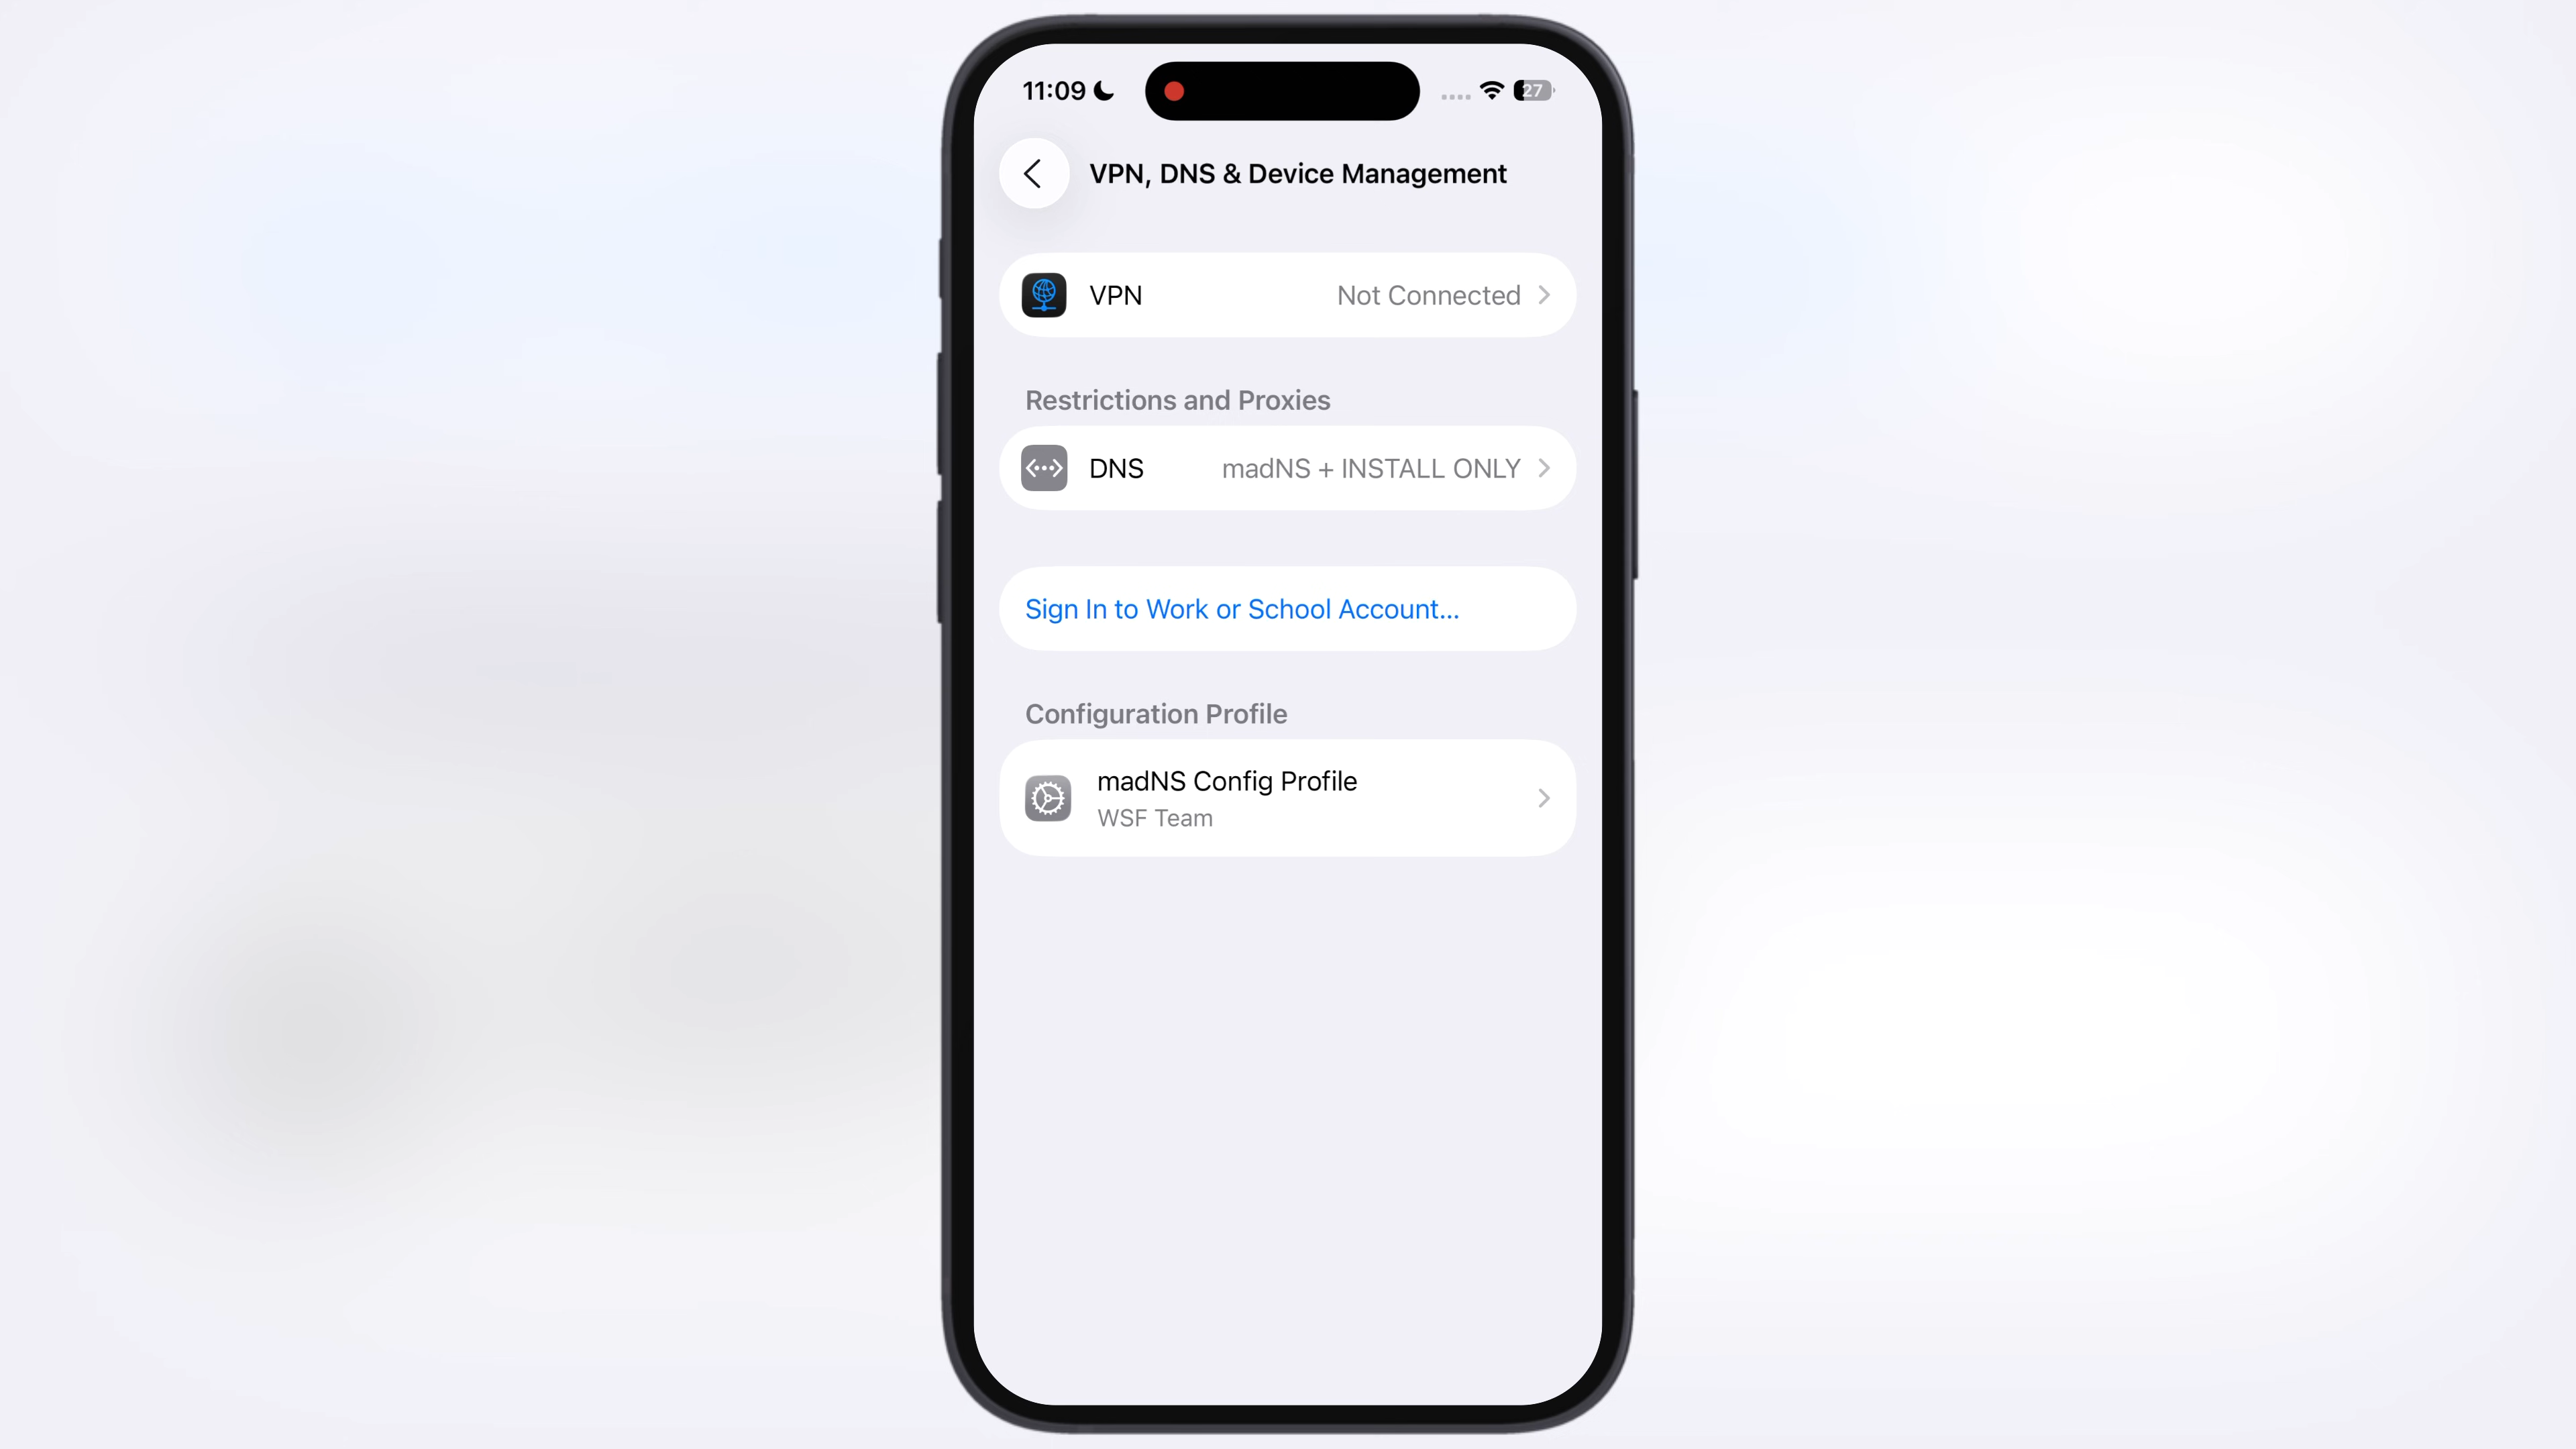 11:09
27
VPN, DNS & Device Management
VPN Not Connected
Restrictions and Proxies
DNS madNS + INSTALL ONLY
Sign In to Work or School Account...
Configuration Profile
madNS Config Profile
WSF Team